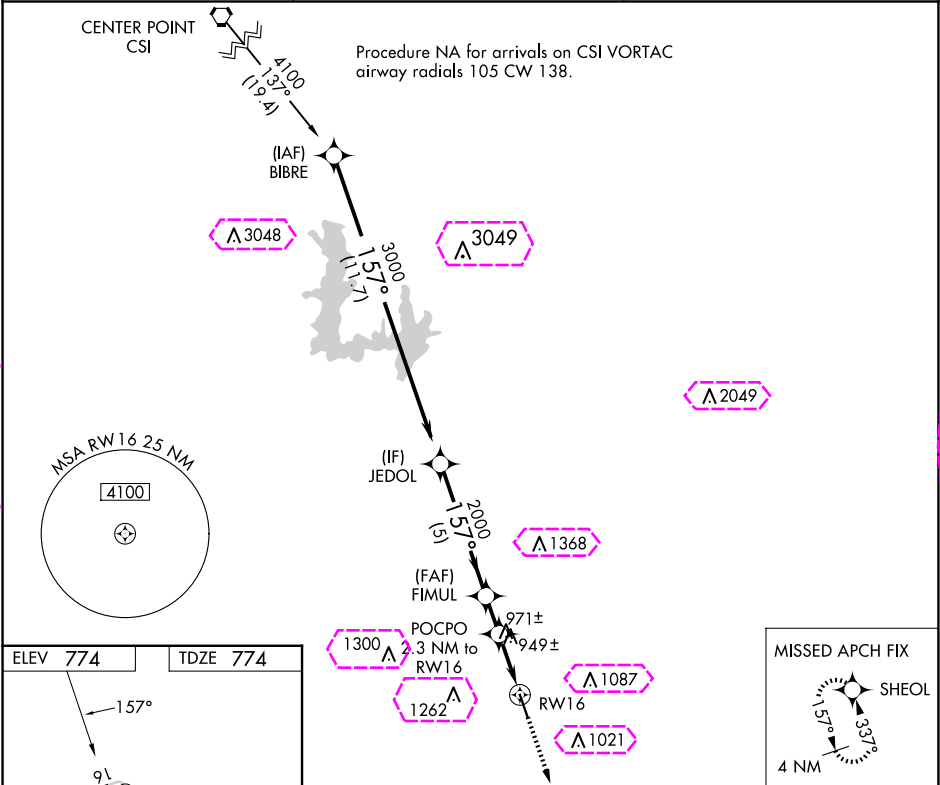 CENTER POINT
CSI
Procedure NA for arrivals on CSI VORTAC
airway radials 105 CW 138.
4100
137°
(19.4)
(IAF)
BIBRE
3048
3049
3000
157°
(11.7)
2049
MSA RW16 25 NM
4100
(IF)
JEDOL
2000
157°
(5)
1368
(FAF)
FIMUL
POCPO
2.3 NM to
RW16
971±
949±
1300
1262
1087
RW16
1021
ELEV 774
TDZE 774
157°
16
MISSED APCH FIX
SHEOL
157°
337°
4 NM